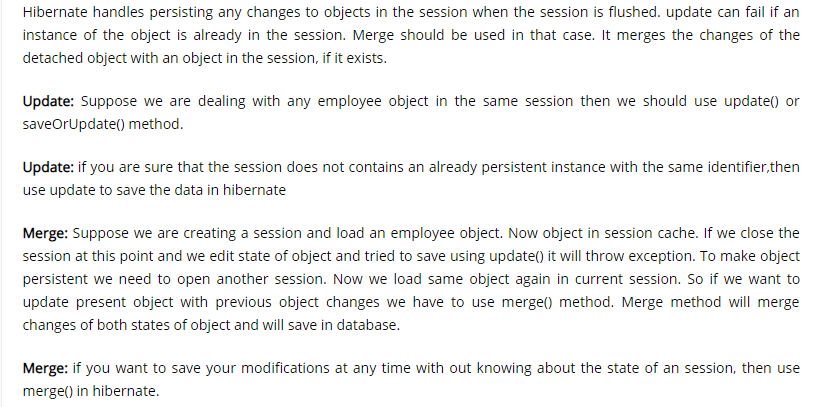 Hibernate handles persisting any changes to objects in the session when the session is flushed. update can fail if an
instance of the object is already in the session. Merge should be used in that case. It merges the changes of the
detached object with an object in the session, if it exists.
Update: Suppose we are dealing with any employee object in the same session then we should use update() or
saveOrUpdate() method.
Update: if you are sure that the session does not contains an already persistent instance with the same identifier,then
use update to save the data in hibernate
Merge: Suppose we are creating a session and load an employee object. Now object in session cache. If we close the
session at this point and we edit state of object and tried to save using update() it will throw exception. To make object
persistent we need to open another session. Now we load same object again in current session. So if we want to
update present object with previous object changes we have to use merge() method. Merge method will merge
changes of both states of object and will save in database.
Merge: if you want to save your modifications at any time with out knowing about the state of an session, then use
merge() in hibernate.